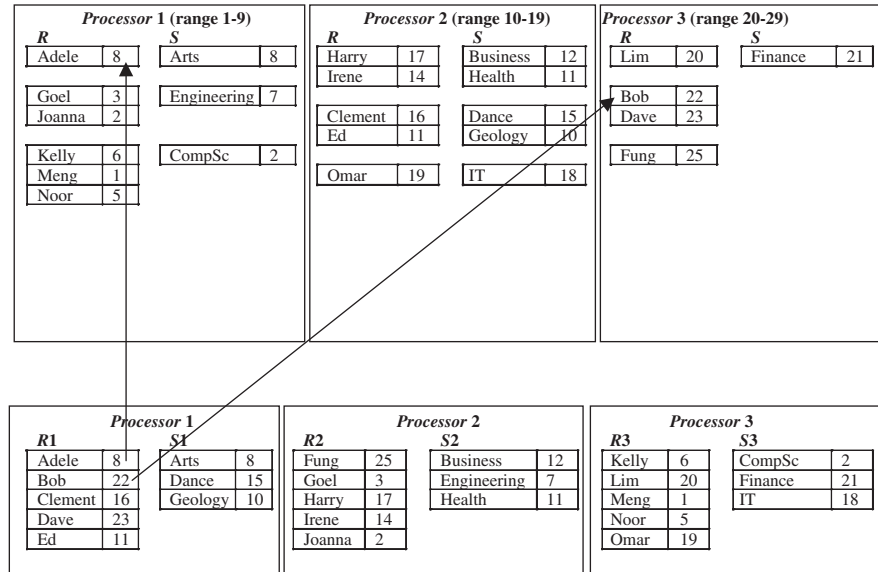 Processor 1 (range 1-9)
R S
Adele 8 Arts 8
Goel 3 Engineering 7
Joanna 2
Kelly 6 CompSc 2
Meng 1
Noor 5
Processor 2 (range 10-19)
R S
Harry 17 Business 12
Irene 14 Health 11
Clement 16 Dance 15
Ed 11 Geology 10
Omar 19 IT 18
Processor 3 (range 20-29)
R S
Lim 20 Finance 21
Bob 22
Dave 23
Fung 25
Processor 1
R1 S1
Adele 8 Arts 8
Bob 22 Dance 15
Clement 16 Geology 10
Dave 23
Ed 11
Processor 2
R2 S2
Fung 25 Business 12
Goel 3 Engineering 7
Harry 17 Health 11
Irene 14
Joanna 2
Processor 3
R3 S3
Kelly 6 CompSc 2
Lim 20 Finance 21
Meng 1 IT 18
Noor 5
Omar 19